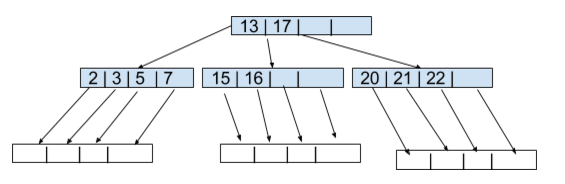 13 | 17 | |
2 | 3 | 5 | 7
15 | 16 | |
20 | 21 | 22 |